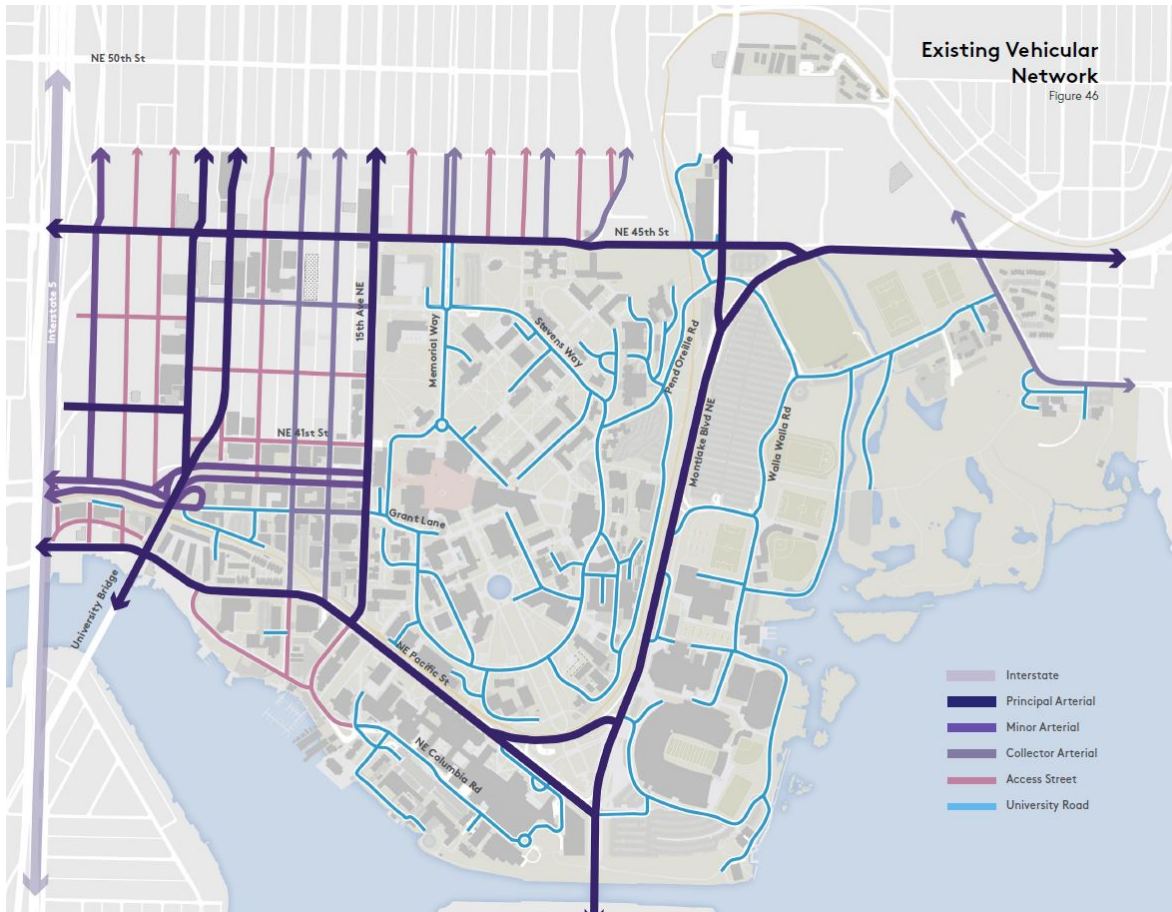 Existing Vehicular
Network
Figure 46
NE 50th St
NE 45th St
Interstate 5
15th Ave NE
Memorial Way
Stevens Way
Pend Oreille Rd
Montlake Blvd NE
Walla Walla Rd
NE 41st St
Grant Lane
University Bridge
NE Pacific St
NE Columbia Rd
Interstate
Principal Arterial
Minor Arterial
Collector Arterial
Access Street
University Road